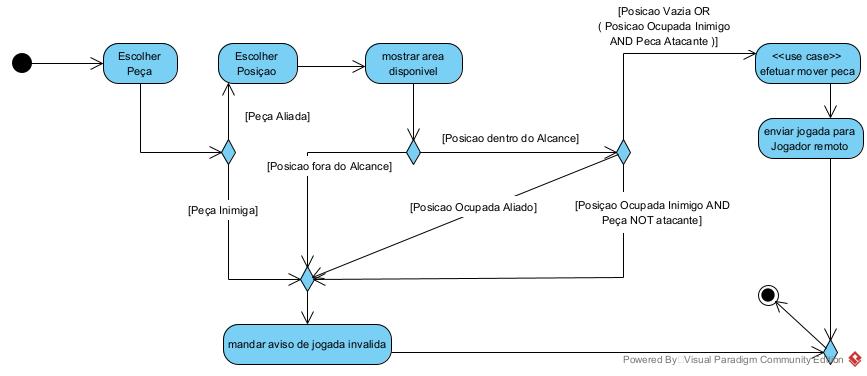 [Posicao Vazia OR
( Posicao Ocupada Inimigo
AND Peca Atacante )]
Escolher
Peça
Escolher
Posiçao
mostrar area
disponivel
<<use case>>
efetuar mover peca
[Peça Aliada]
[Posicao dentro do Alcance]
enviar jogada para
Jogador remoto
[Posicao fora do Alcance]
[Peça Inimiga]
[Posicao Ocupada Aliado]
[Posiçao Ocupada Inimigo AND
Peça NOT atacante]
mandar aviso de jogada invalida
Powered By Visual Paradigm Community Edition